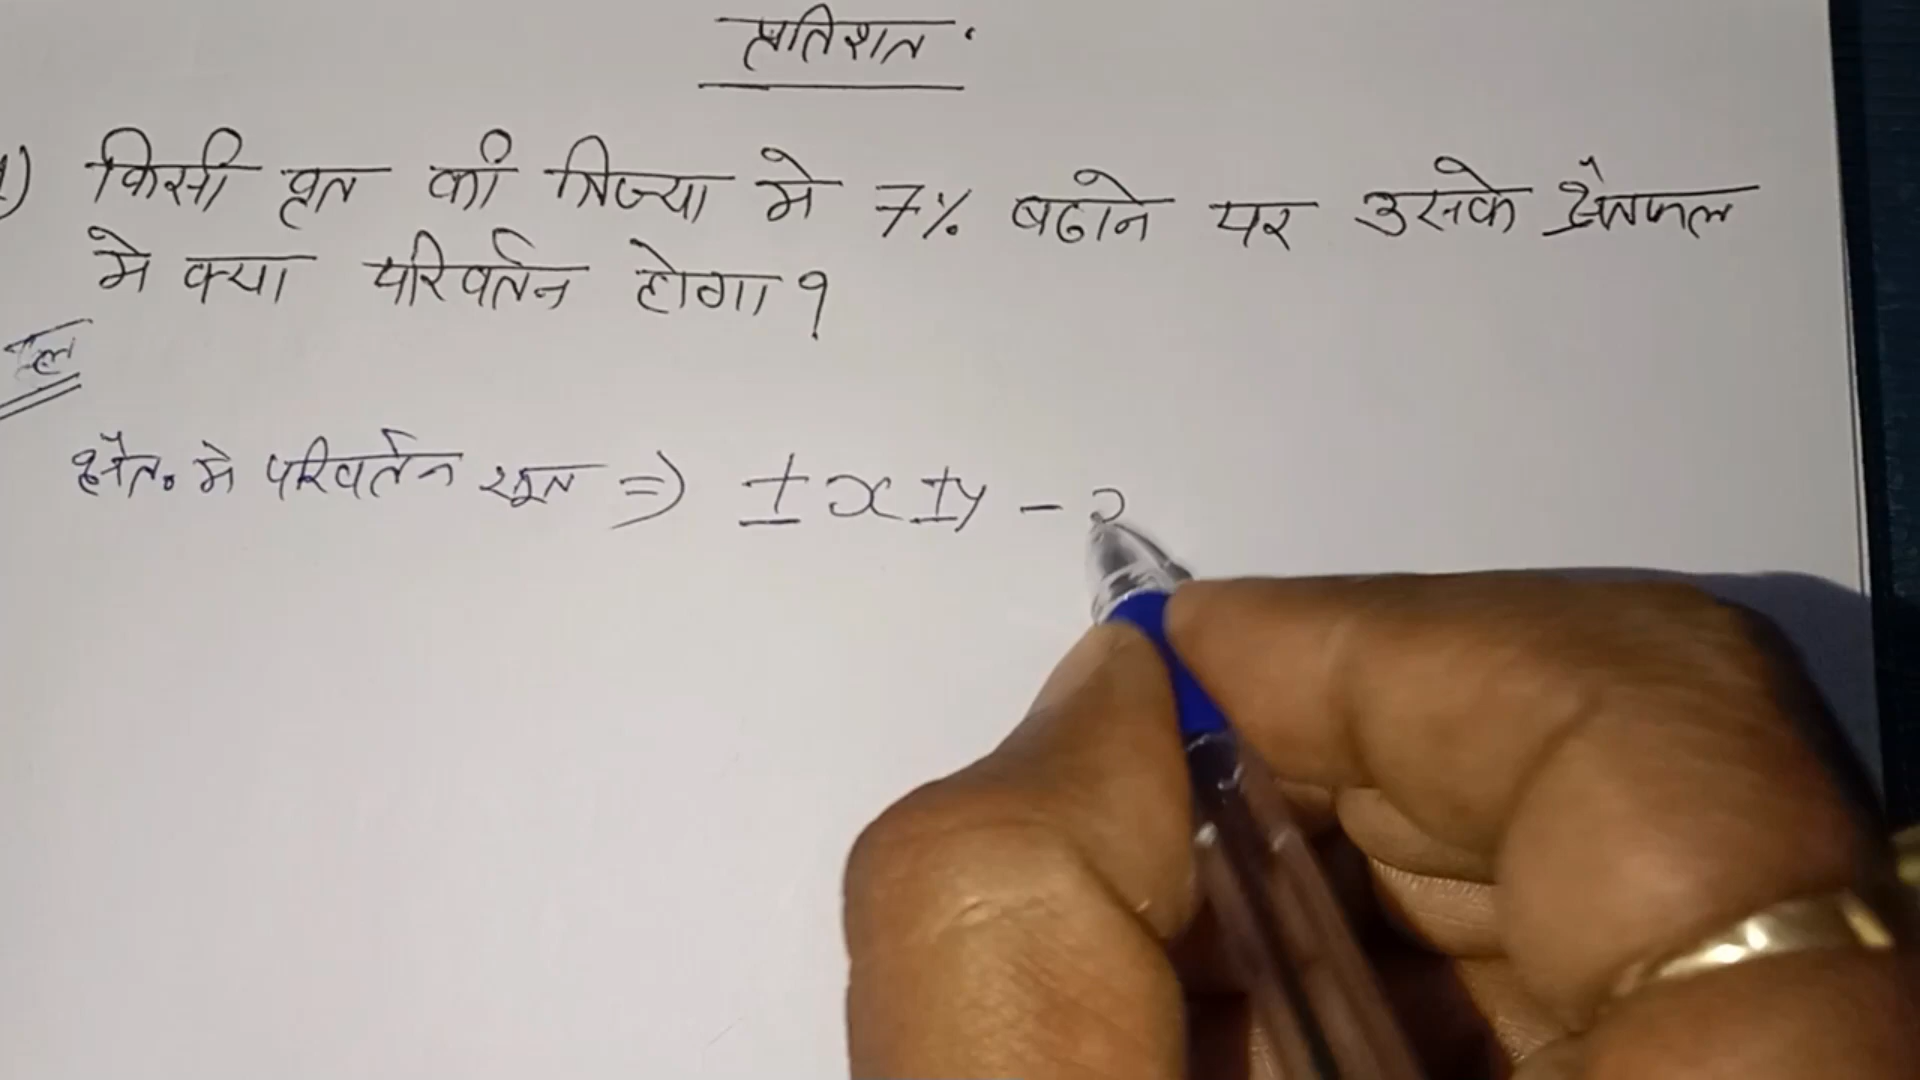 प्रतिशत
1) किसी वृत की त्रिज्या मे 7% बढाने पर उसके क्षैत्रफल
मे क्या परिवर्तन होगा ?
हल
क्षैत्र. मे परिवर्तन सूत्र => ± x ± y -